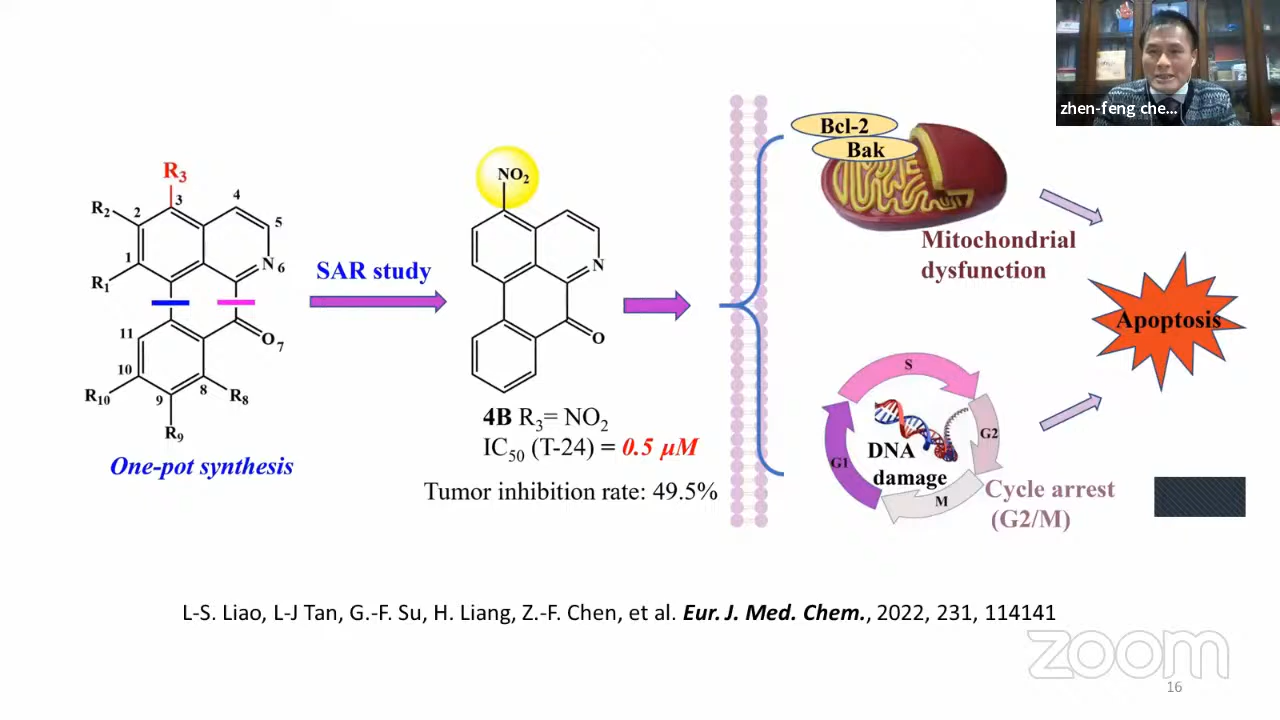 zhen-feng che...
R3
R2
2
3
4
5
1
N
6
R1
11
O
7
10
8
R10
9
R8
R9
One-pot synthesis
SAR study
NO2
N
O
4B R3= NO2
IC50 (T-24) = 0.5 µM
Tumor inhibition rate: 49.5%
Bcl-2
Bak
Mitochondrial
dysfunction
Apoptosis
S
G2
G1
M
DNA
damage
Cycle arrest
(G2/M)
L-S. Liao, L-J Tan, G.-F. Su, H. Liang, Z.-F. Chen, et al. Eur. J. Med. Chem., 2022, 231, 114141
zoom
16